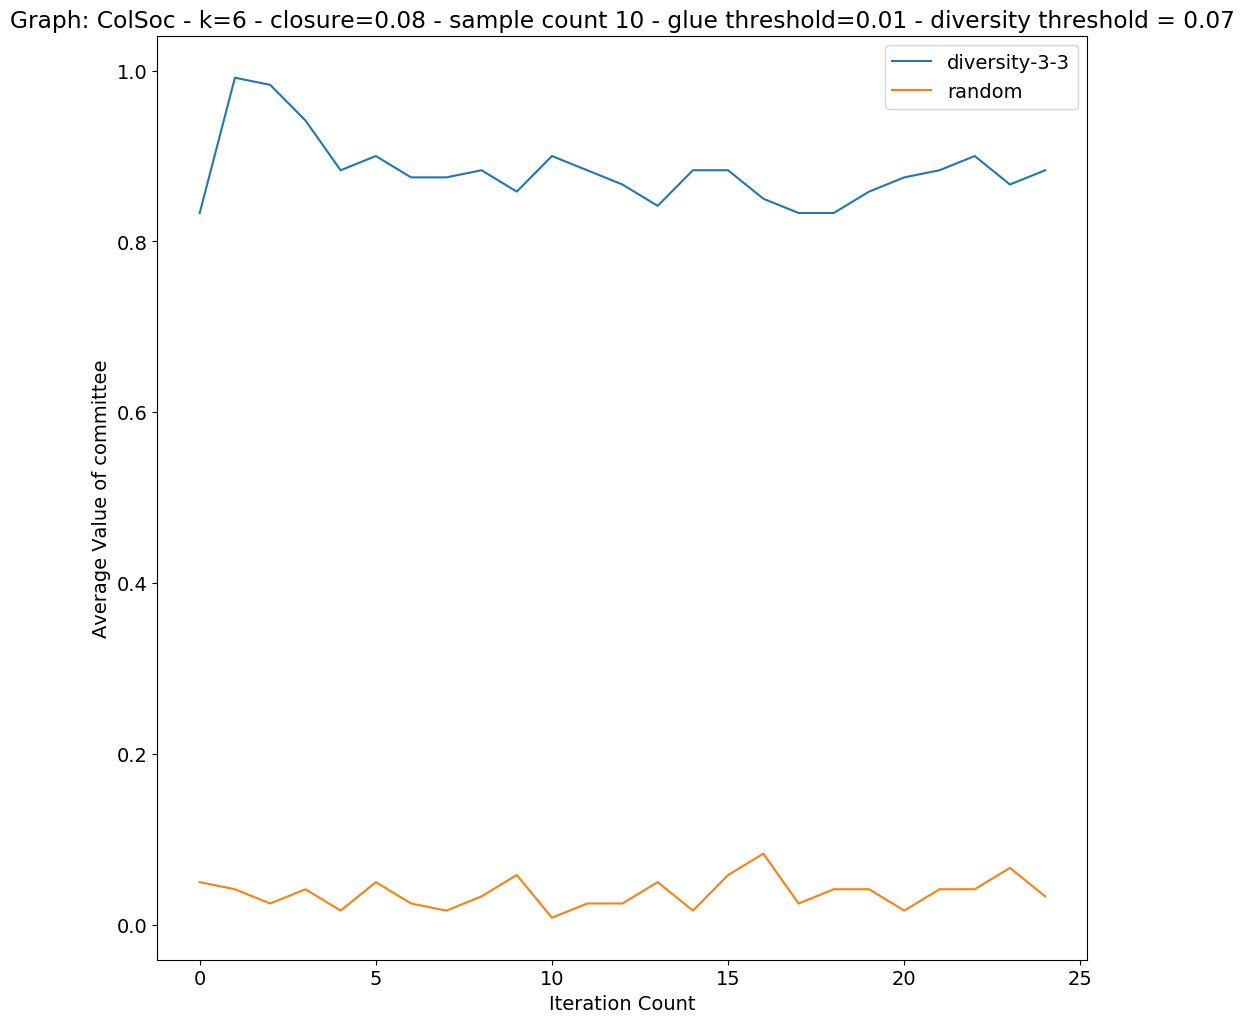 Graph: ColSoc - k=6 - closure=0.08 - sample count 10 - glue threshold=0.01 - diversity threshold = 0.07
diversity-3-3
random
1.0
0.8
0.6
0.4
0.2
0.0
Average Value of committee
0 5 10 15 20 25
Iteration Count